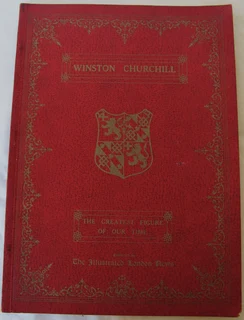 WINSTON CHURCHILL
THE GREATEST FIGURE
OF OUR TIME
The Illustrated London News